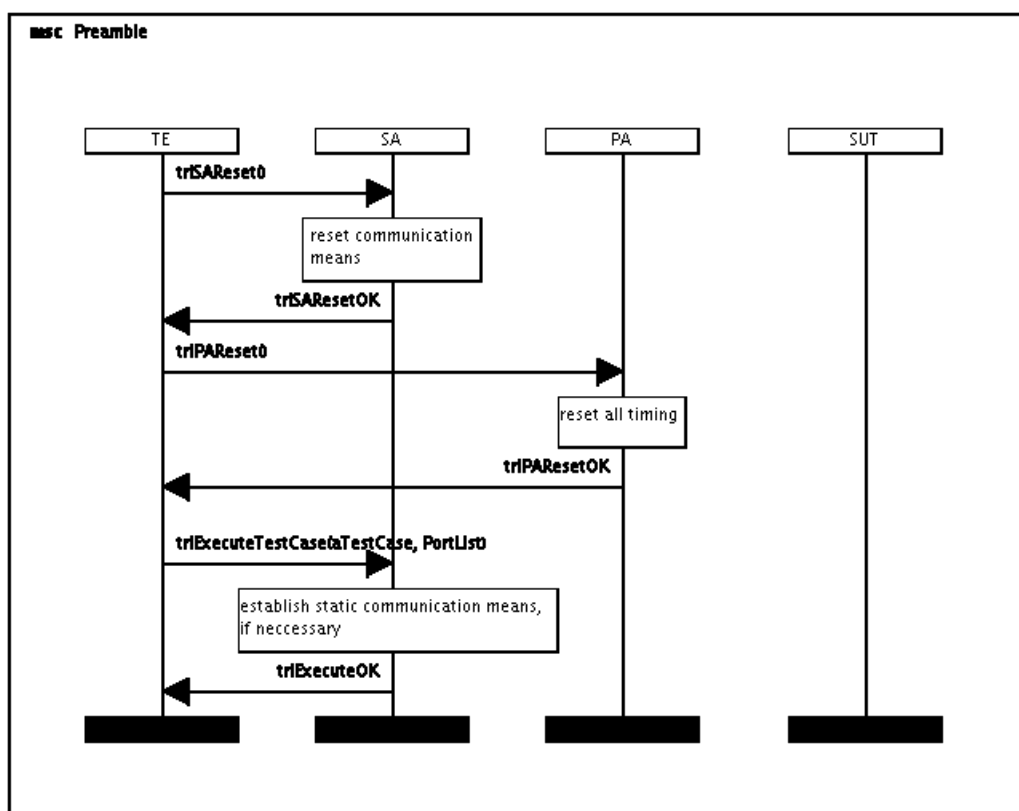 msc Preamble
TE SA PA SUT
triSAReset()
reset communication
means
triSAResetOK
triPAReset()
reset all timing
triPAResetOK
triExecuteTestCase(aTestCase, PortList)
establish static communication means,
if neccessary
triExecuteOK